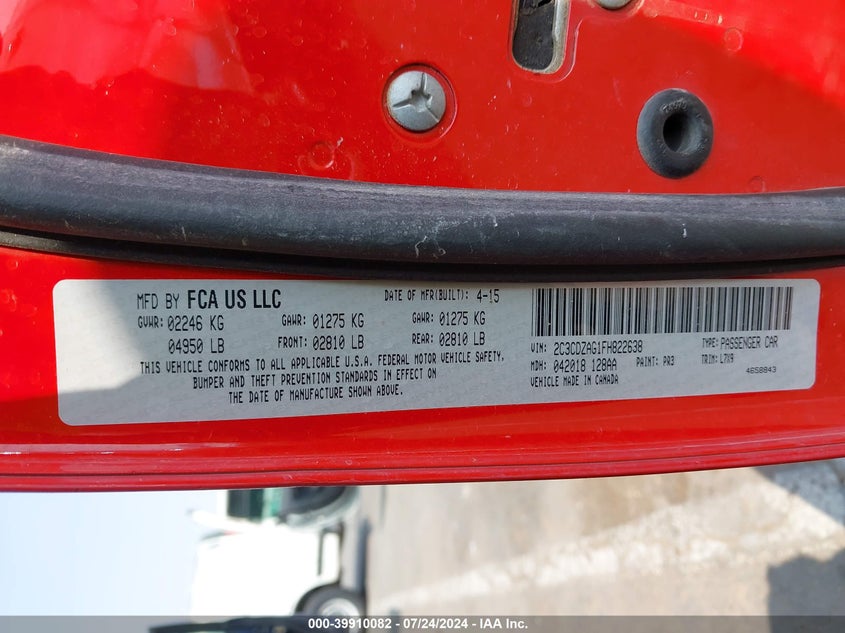 MFD BY FCA US LLC DATE OF MFR(BUILT): 4-15
GVWR: 02246 KG GAWR: 01275 KG GAWR: 01275 KG
04950 LB FRONT: 02810 LB REAR: 02810 LB
THIS VEHICLE CONFORMS TO ALL APPLICABLE U.S.A. FEDERAL MOTOR VEHICLE SAFETY,
BUMPER AND THEFT PREVENTION STANDARDS IN EFFECT ON
THE DATE OF MANUFACTURE SHOWN ABOVE.
VIN: 2C3CDZAG1FH822638 TYPE: PASSENGER CAR
MDH: 042018 128AA PAINT: PR3 TRIM: L7X9
VEHICLE MADE IN CANADA 4658843
000-39910082 - 07/24/2024 - IAA Inc.